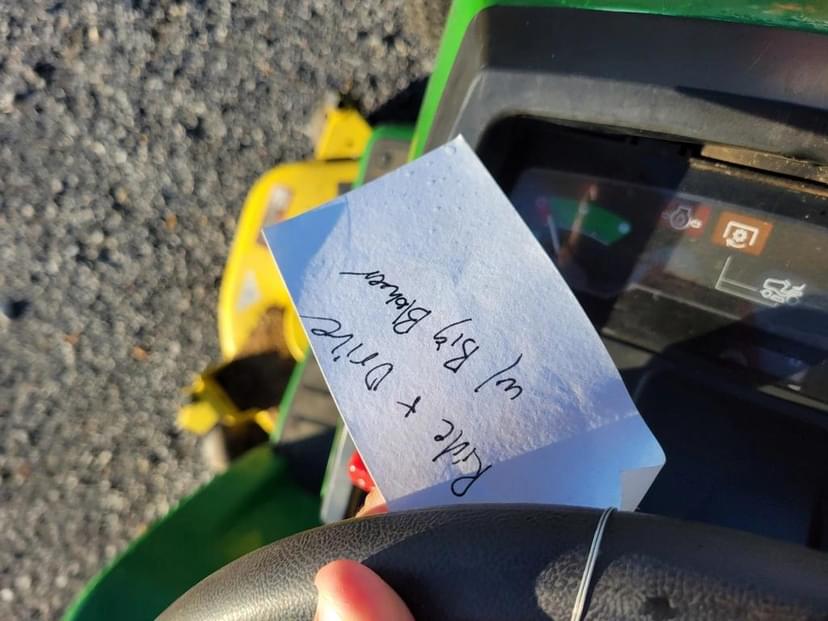 Ride + Drive
w/ Big Blower